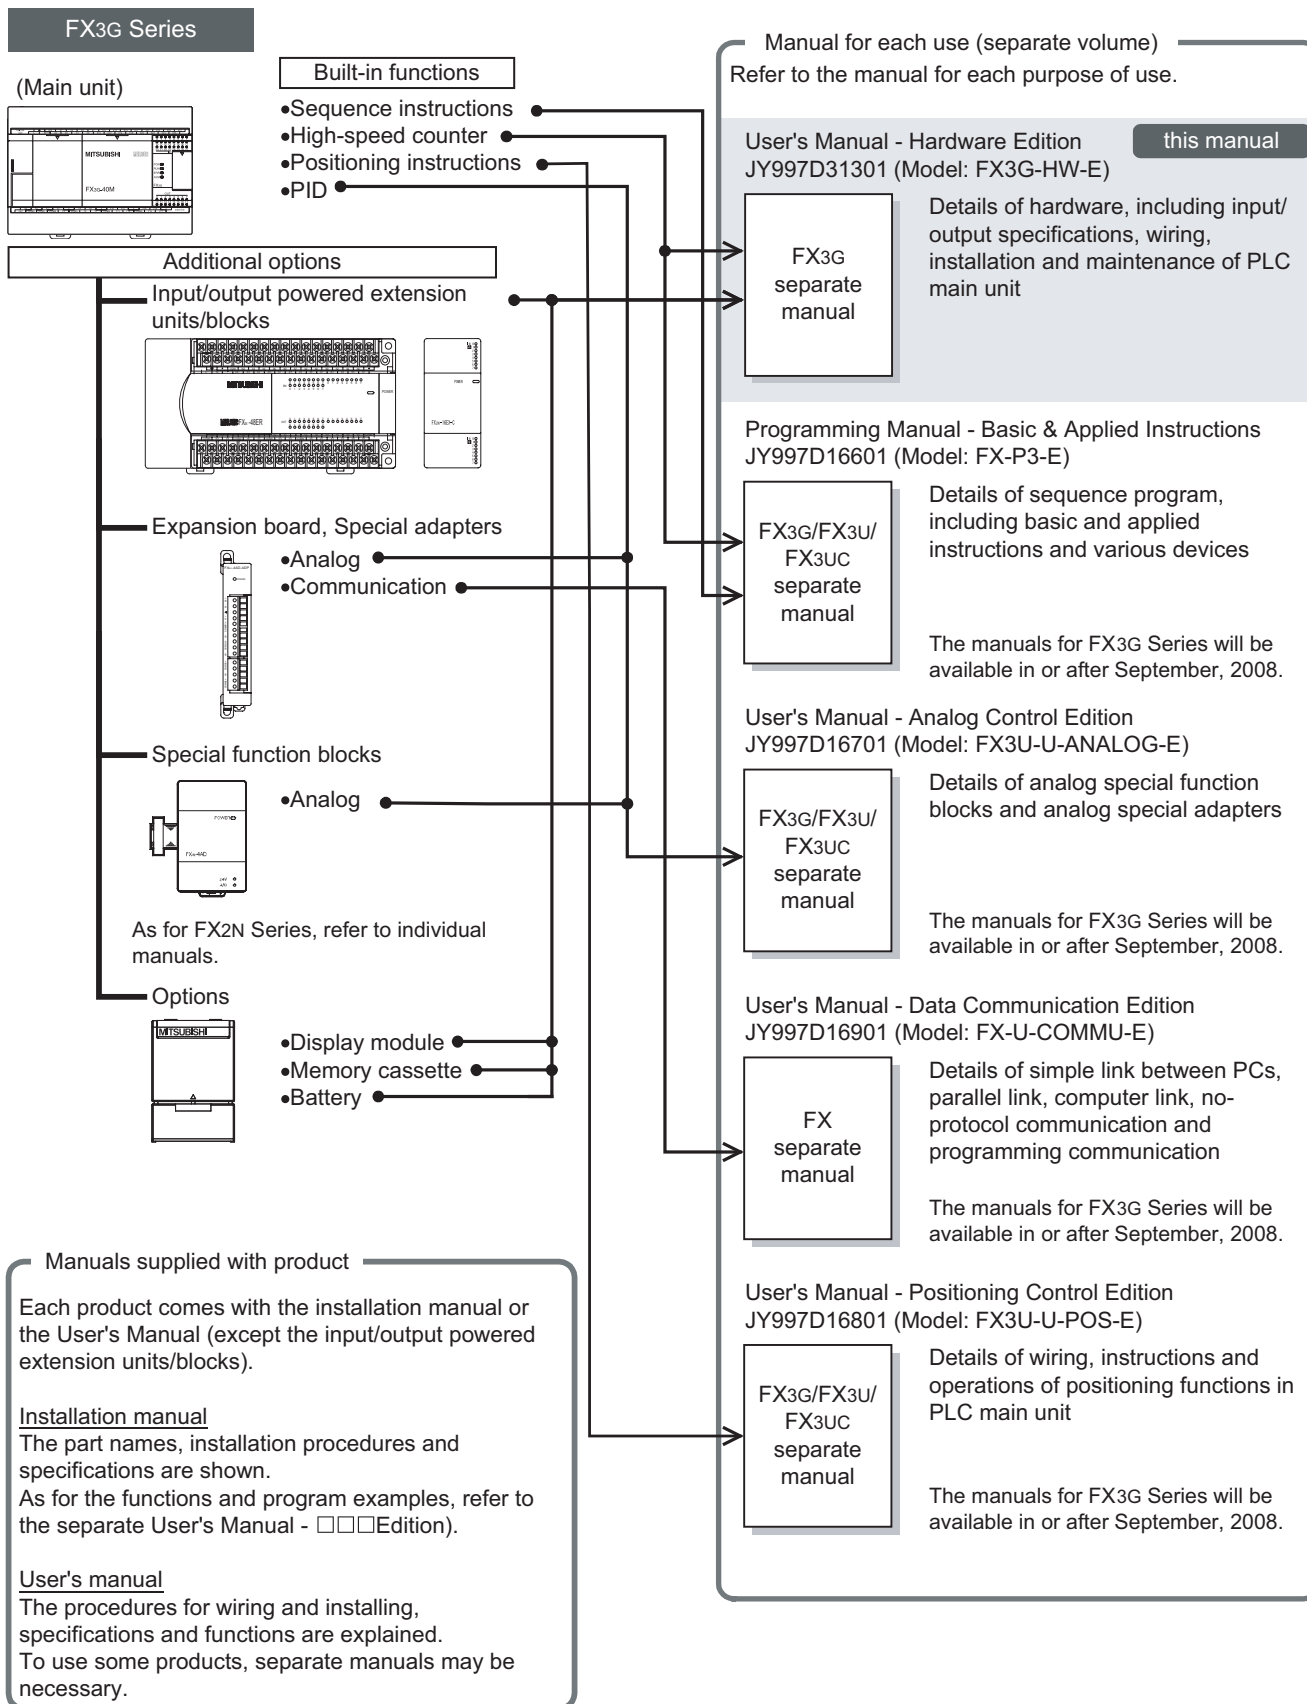 FX3G Series
(Main unit)
MITSUBISHI
FX3G-40M
Built-in functions
•Sequence instructions
•High-speed counter
•Positioning instructions
•PID
Additional options
Input/output powered extension
units/blocks
MITSUBISHI
POWER
POWER
Expansion board, Special adapters
•Analog
•Communication
Special function blocks
POWER
•Analog
As for FX2N Series, refer to individual
manuals.
Options
MITSUBISHI
•Display module
•Memory cassette
•Battery
Manuals supplied with product
Each product comes with the installation manual or
the User's Manual (except the input/output powered
extension units/blocks).
Installation manual
The part names, installation procedures and
specifications are shown.
As for the functions and program examples, refer to
the separate User's Manual - □□□Edition).
User's manual
The procedures for wiring and installing,
specifications and functions are explained.
To use some products, separate manuals may be
necessary.
Manual for each use (separate volume)
Refer to the manual for each purpose of use.
User's Manual - Hardware Edition
this manual
JY997D31301 (Model: FX3G-HW-E)
FX3G
separate
manual
Details of hardware, including input/
output specifications, wiring,
installation and maintenance of PLC
main unit
Programming Manual - Basic & Applied Instructions
JY997D16601 (Model: FX-P3-E)
FX3G/FX3U/
FX3UC
separate
manual
Details of sequence program,
including basic and applied
instructions and various devices
The manuals for FX3G Series will be
available in or after September, 2008.
User's Manual - Analog Control Edition
JY997D16701 (Model: FX3U-U-ANALOG-E)
FX3G/FX3U/
FX3UC
separate
manual
Details of analog special function
blocks and analog special adapters
The manuals for FX3G Series will be
available in or after September, 2008.
User's Manual - Data Communication Edition
JY997D16901 (Model: FX-U-COMMU-E)
FX
separate
manual
Details of simple link between PCs,
parallel link, computer link, no-
protocol communication and
programming communication
The manuals for FX3G Series will be
available in or after September, 2008.
User's Manual - Positioning Control Edition
JY997D16801 (Model: FX3U-U-POS-E)
FX3G/FX3U/
FX3UC
separate
manual
Details of wiring, instructions and
operations of positioning functions in
PLC main unit
The manuals for FX3G Series will be
available in or after September, 2008.